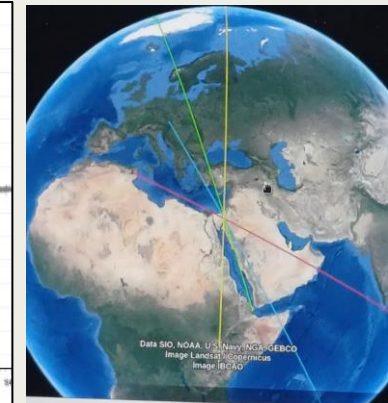 Data SIO, NOAA, U.S. Navy, NGA, GEBCO
Image Landsat / Copernicus
Image IBCAO